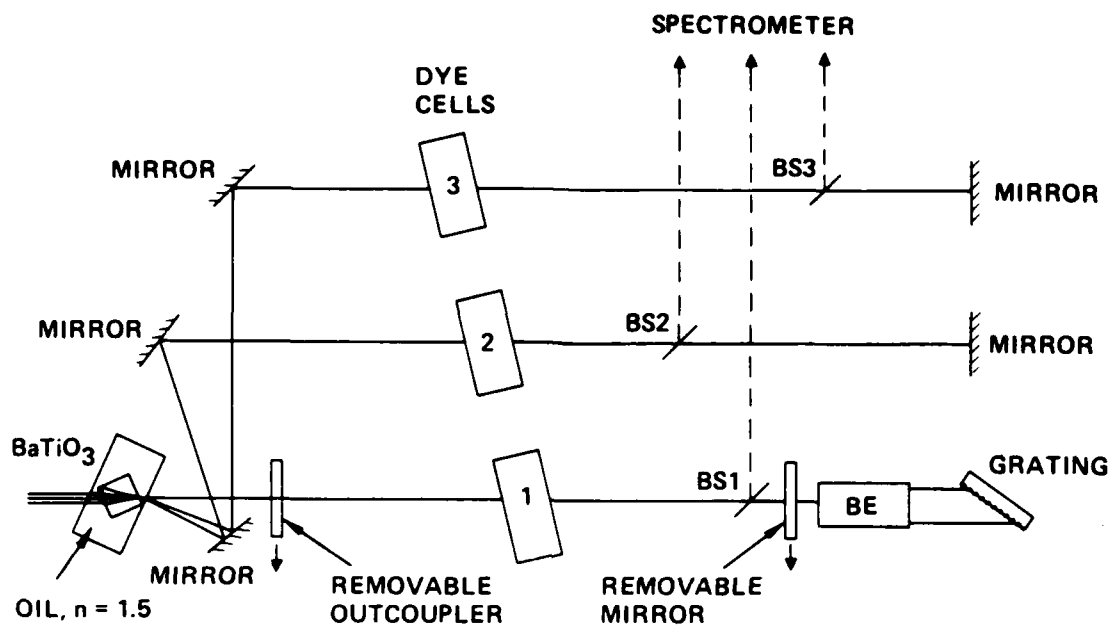 SPECTROMETER
DYE
CELLS
MIRROR
3
BS3
MIRROR
MIRROR
2
BS2
MIRROR
BaTiO3
1
BS1
BE
GRATING
MIRROR
OIL, n = 1.5
REMOVABLE
OUTCOUPLER
REMOVABLE
MIRROR